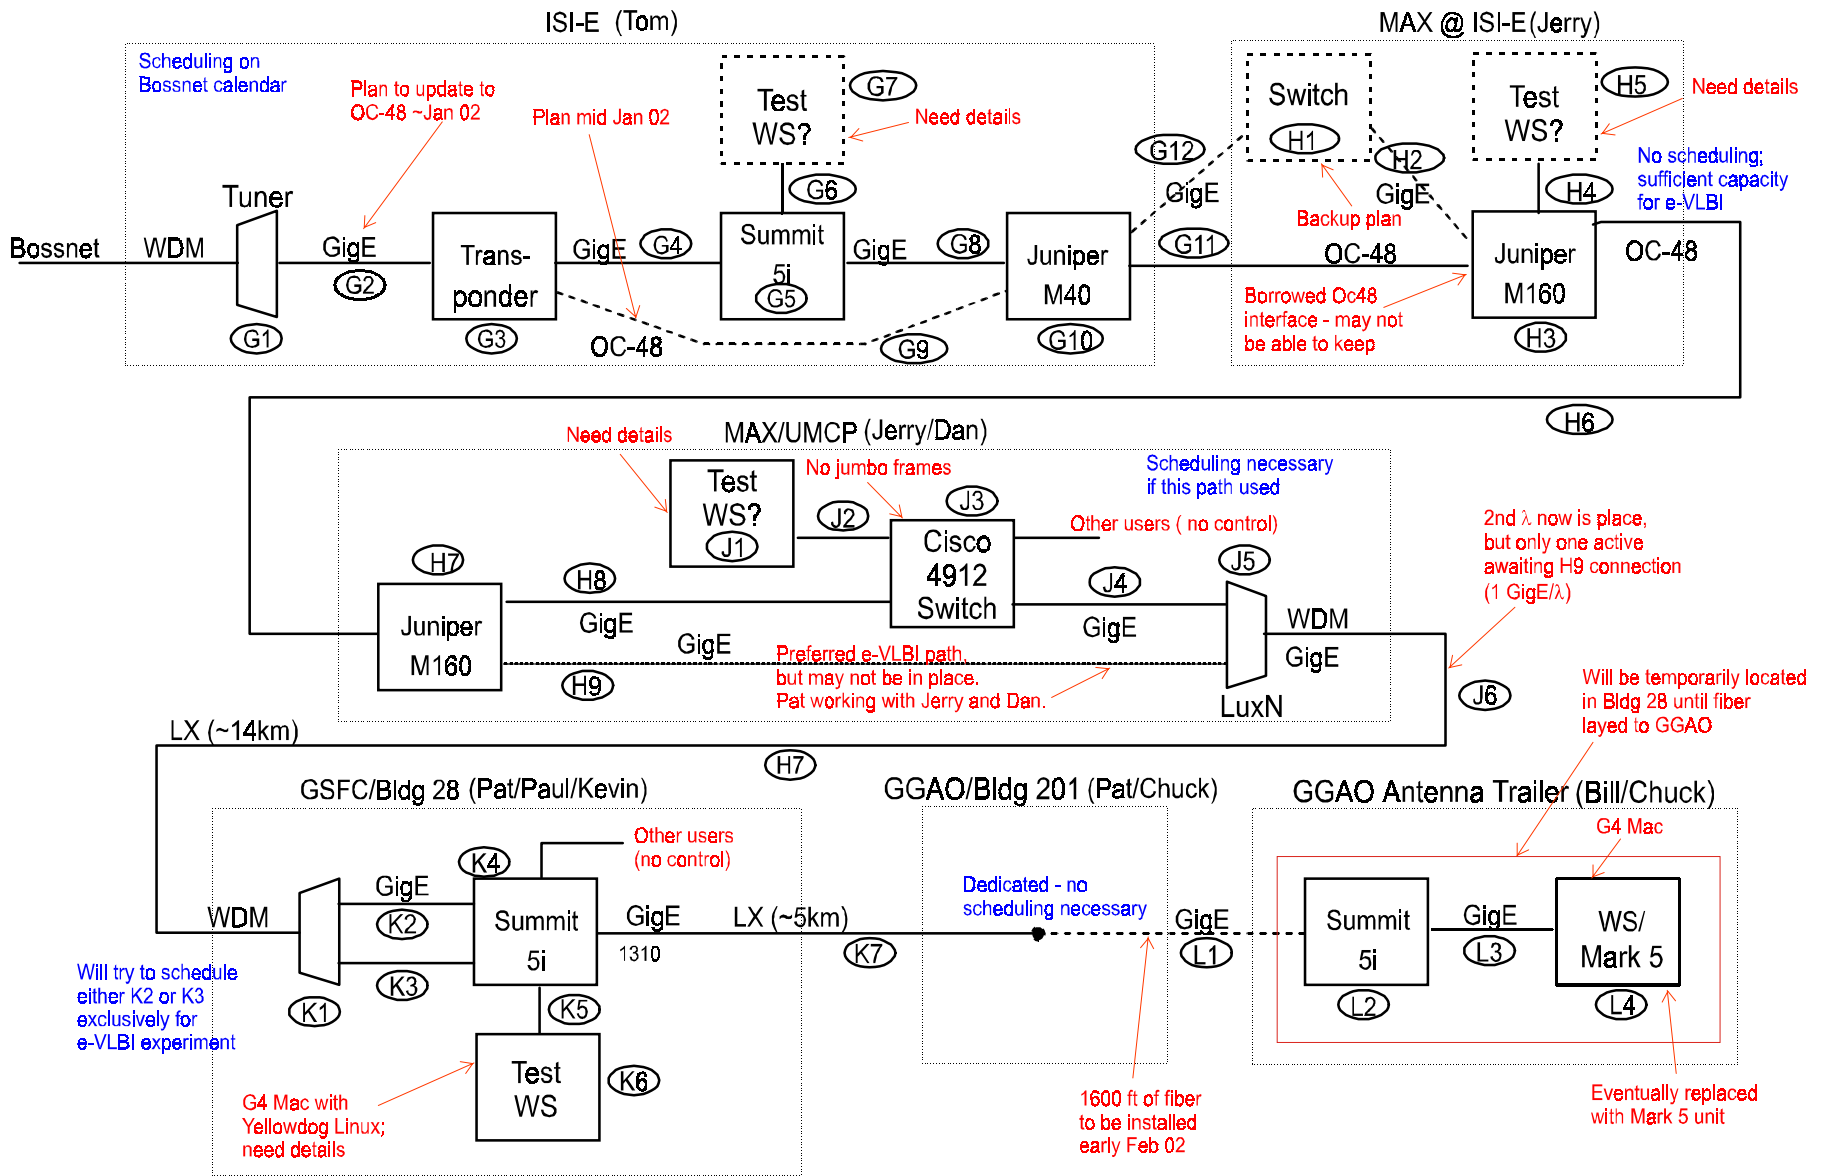 ISI-E (Tom)
MAX @ ISI-E(Jerry)
Scheduling on
Bossnet calendar
Plan to update to
OC-48 ~Jan 02
Plan mid Jan 02
Test
WS?
G7
Need details
G6
Switch
H1
Backup plan
Test
WS?
H5
Need details
H4
No scheduling;
sufficient capacity
for e-VLBI
G12
GigE
H2
GigE
Bossnet
WDM
Tuner
G1
GigE
G2
Trans-
ponder
G3
GigE
G4
Summit
5i
G5
GigE
G8
OC-48
G9
Juniper
M40
G10
G11
OC-48
Borrowed Oc48
interface - may not
be able to keep
Juniper
M160
H3
OC-48
H6
MAX/UMCP (Jerry/Dan)
Need details
Test
WS?
J1
J2
No jumbo frames
J3
Cisco
4912
Switch
Scheduling necessary
if this path used
Other users ( no control)
H7
Juniper
M160
H8
GigE
GigE
H9
J4
GigE
J5
LuxN
Preferred e-VLBI path,
but may not be in place.
Pat working with Jerry and Dan.
WDM
GigE
2nd λ now is place,
but only one active
awaiting H9 connection
(1 GigE/λ)
J6
Will be temporarily located
in Bldg 28 until fiber
layed to GGAO
LX (~14km)
H7
GSFC/Bldg 28 (Pat/Paul/Kevin)
GGAO/Bldg 201 (Pat/Chuck)
GGAO Antenna Trailer (Bill/Chuck)
Other users
(no control)
K4
WDM
K1
GigE
K2
K3
Summit
5i
GigE
1310
LX (~5km)
K7
Will try to schedule
either K2 or K3
exclusively for
e-VLBI experiment
K5
Test
WS
K6
G4 Mac with
Yellowdog Linux;
need details
Dedicated - no
scheduling necessary
GigE
L1
1600 ft of fiber
to be installed
early Feb 02
G4 Mac
Summit
5i
L2
GigE
L3
WS/
Mark 5
L4
Eventually replaced
with Mark 5 unit